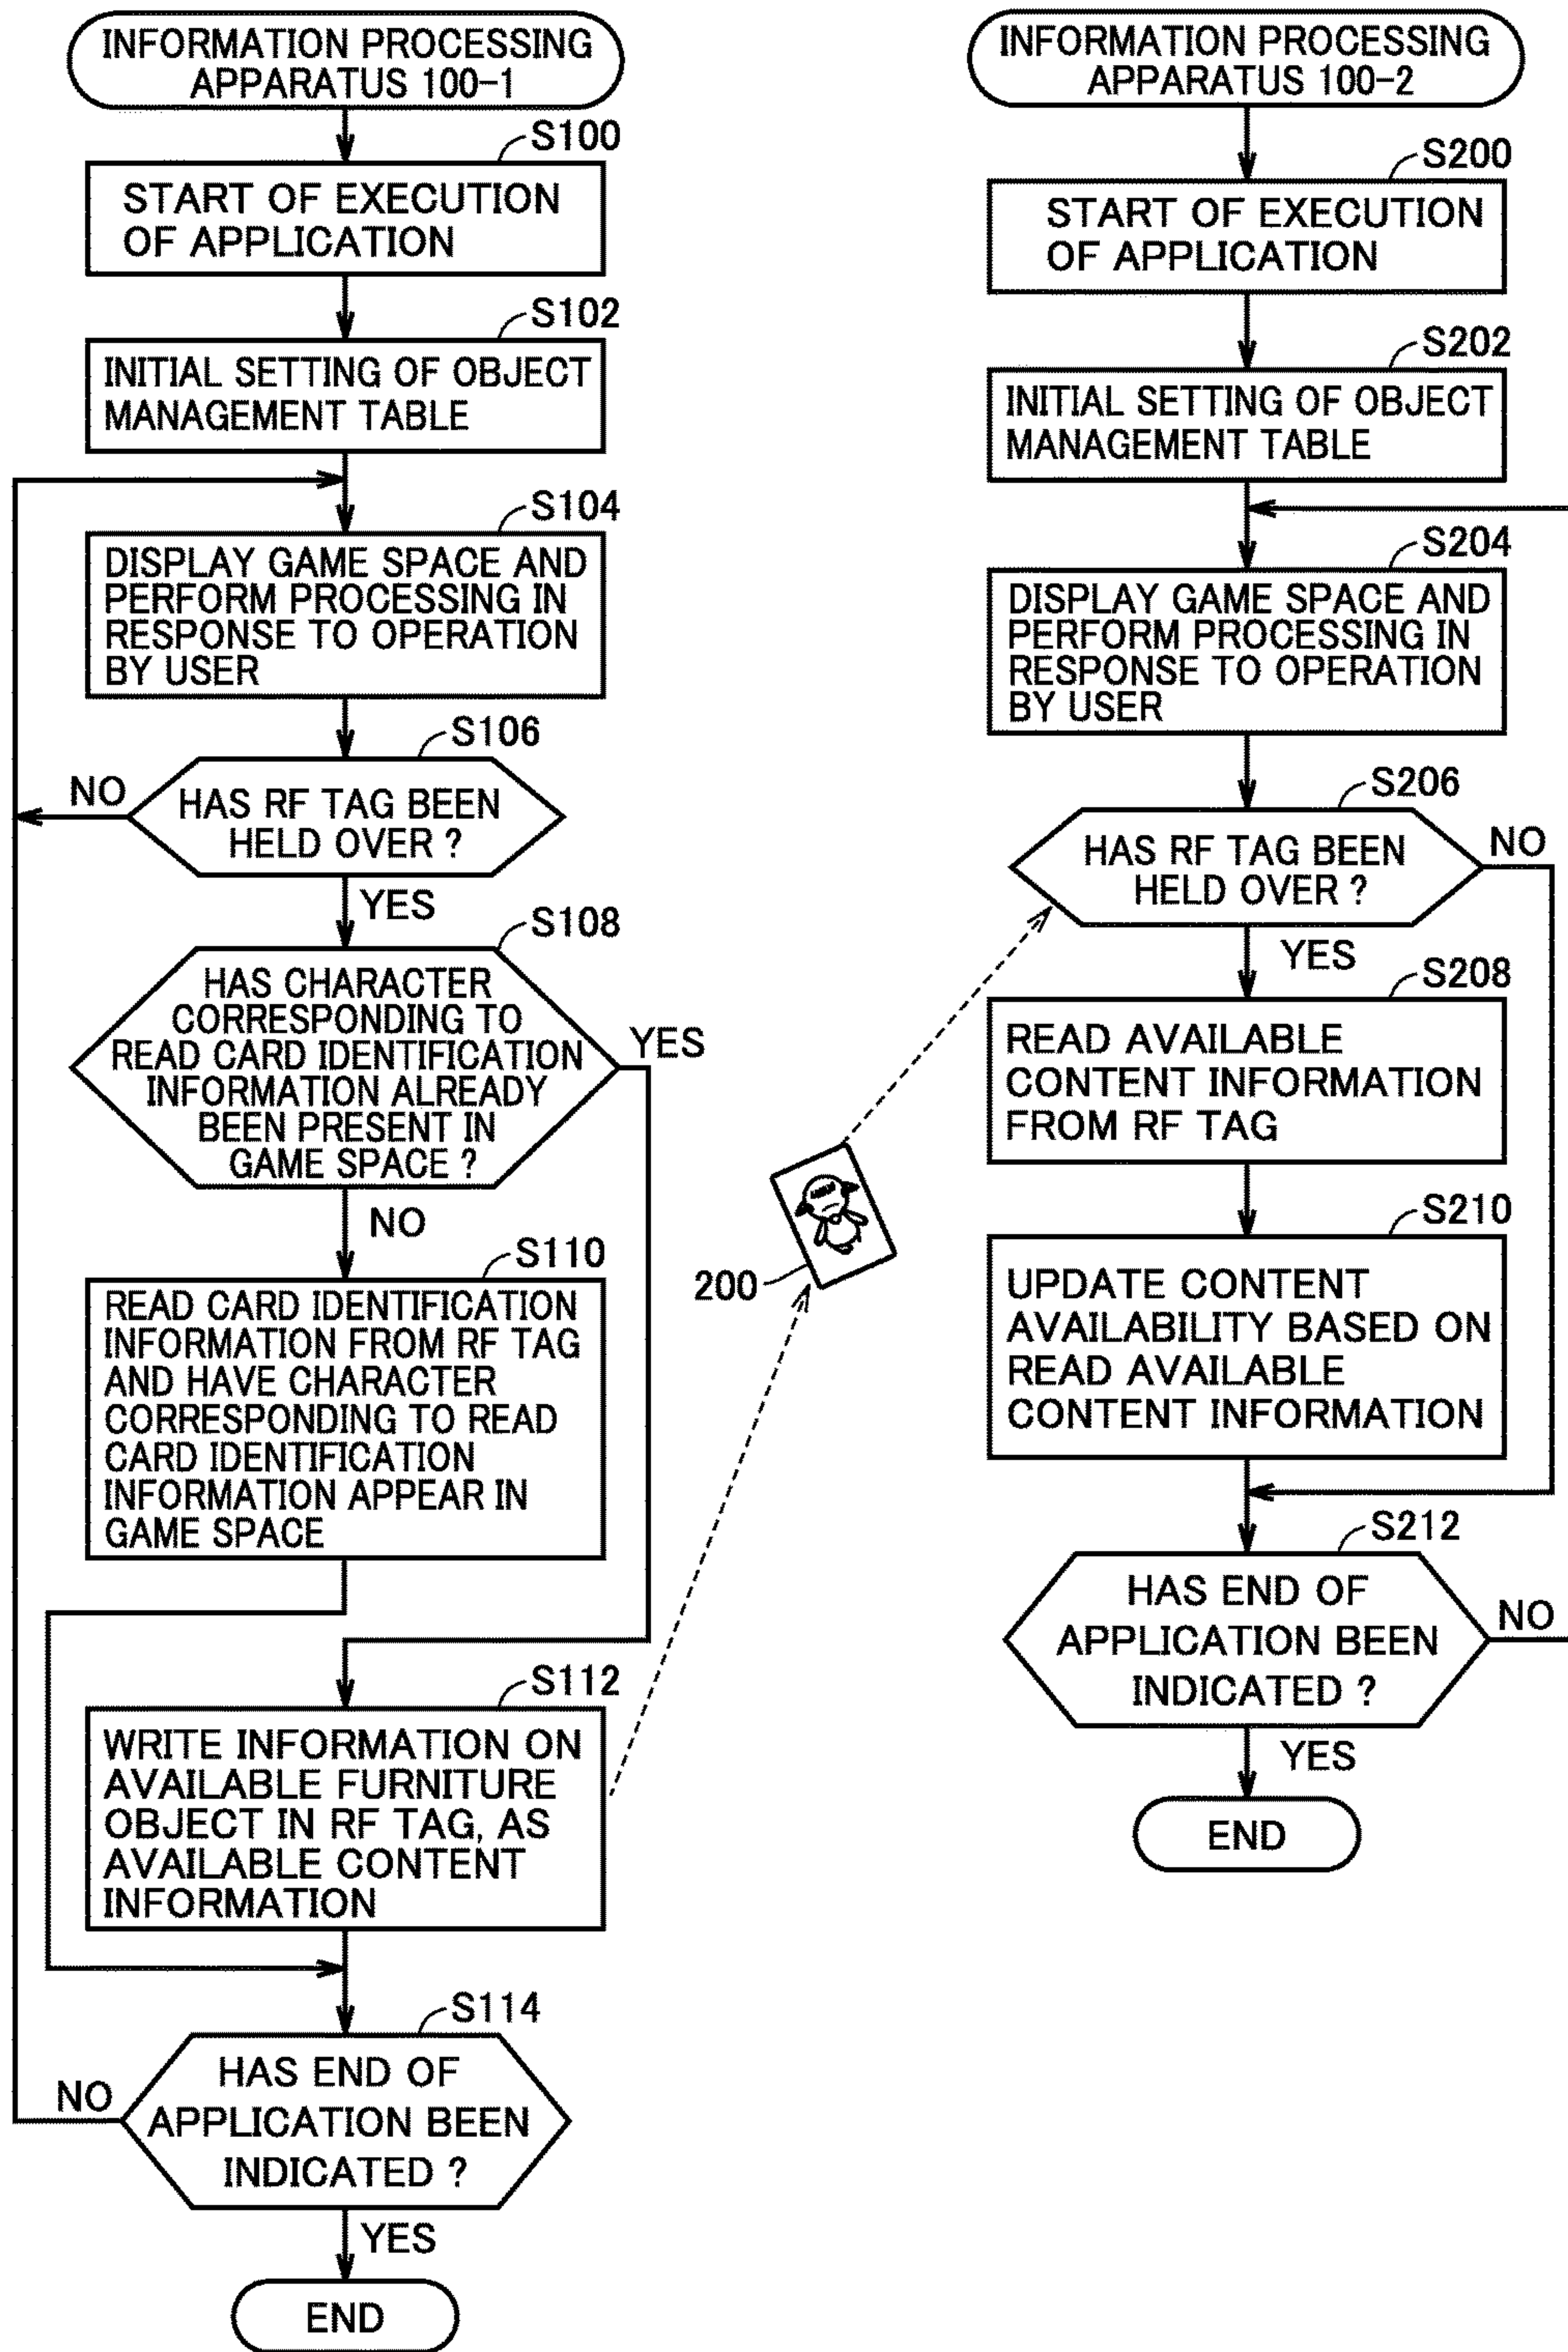 INFORMATION PROCESSING
APPARATUS 100-1
S100
START OF EXECUTION
OF APPLICATION
S102
INITIAL SETTING OF OBJECT
MANAGEMENT TABLE
S104
DISPLAY GAME SPACE AND
PERFORM PROCESSING IN
RESPONSE TO OPERATION
BY USER
S106
NO
HAS RF TAG BEEN
HELD OVER ?
YES
S108
HAS CHARACTER
CORRESPONDING TO
READ CARD IDENTIFICATION
INFORMATION ALREADY
BEEN PRESENT IN
GAME SPACE ?
YES
NO
S110
READ CARD IDENTIFICATION
INFORMATION FROM RF TAG
AND HAVE CHARACTER
CORRESPONDING TO READ
CARD IDENTIFICATION
INFORMATION APPEAR IN
GAME SPACE
S112
WRITE INFORMATION ON
AVAILABLE FURNITURE
OBJECT IN RF TAG, AS
AVAILABLE CONTENT
INFORMATION
S114
NO
HAS END OF
APPLICATION BEEN
INDICATED ?
YES
END
200
INFORMATION PROCESSING
APPARATUS 100-2
S200
START OF EXECUTION
OF APPLICATION
S202
INITIAL SETTING OF OBJECT
MANAGEMENT TABLE
S204
DISPLAY GAME SPACE AND
PERFORM PROCESSING IN
RESPONSE TO OPERATION
BY USER
S206
HAS RF TAG BEEN
HELD OVER ?
NO
YES
S208
READ AVAILABLE
CONTENT INFORMATION
FROM RF TAG
S210
UPDATE CONTENT
AVAILABILITY BASED ON
READ AVAILABLE
CONTENT INFORMATION
S212
HAS END OF
APPLICATION BEEN
INDICATED ?
NO
YES
END